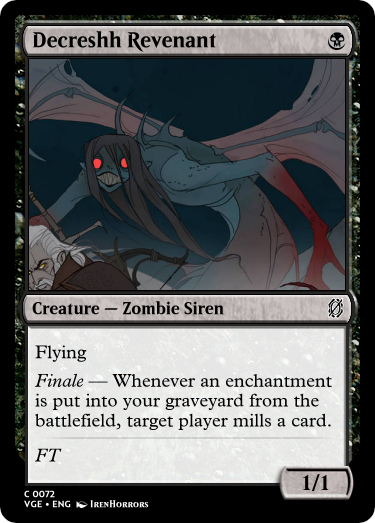 Decreshh Revenant
Creature — Zombie Siren
Flying
Finale — Whenever an enchantment
is put into your graveyard from the
battlefield, target player mills a card.
FT
1/1
C 0072
VGE • ENG IrenHorrors